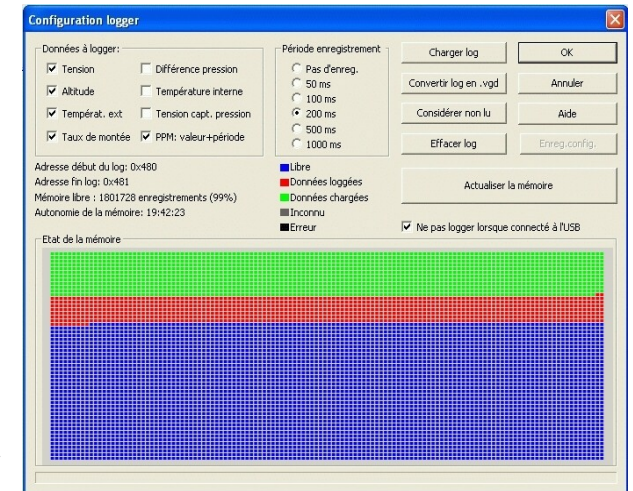 Configuration logger
Données à logger:
Tension
Différence pression
Altitude
Température interne
Températ. ext
Tension capt. pression
Taux de montée
PPM: valeur+période
Période enregistrement
Pas d'enreg.
50 ms
100 ms
200 ms
500 ms
1000 ms
Charger log
OK
Convertir log en .vgd
Annuler
Considérer non lu
Aide
Effacer log
Enreg.config.
Adresse début du log: 0x480
Adresse fin log: 0x481
Mémoire libre : 1801728 enregistrements (99%)
Autonomie de la mémoire: 19:42:23
Libre
Données loggées
Données chargées
Inconnu
Erreur
Actualiser la mémoire
Ne pas logger lorsque connecté à l'USB
Etat de la mémoire